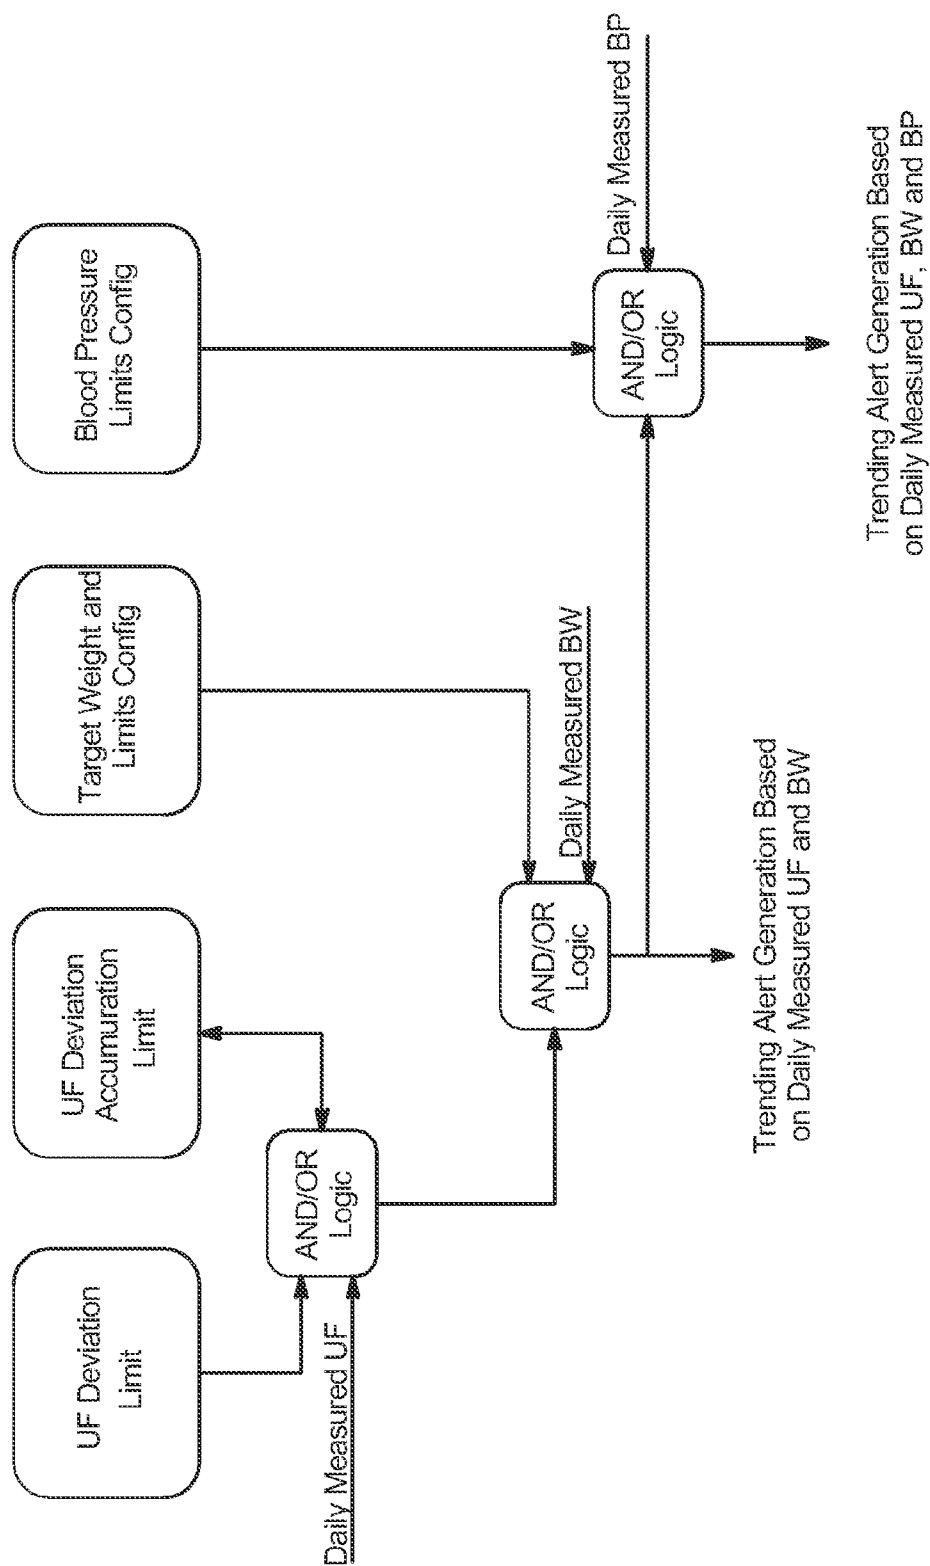 UF Deviation
Limit
UF Deviation
Accumuration
Limit
Target Weight and
Limits Config
Blood Pressure
Limits Config
Daily Measured UF
AND/OR
Logic
AND/OR
Logic
Daily Measured BW
AND/OR
Logic
Daily Measured BP
Trending Alert Generation Based
on Daily Measured UF and BW
Trending Alert Generation Based
on Daily Measured UF, BW and BP